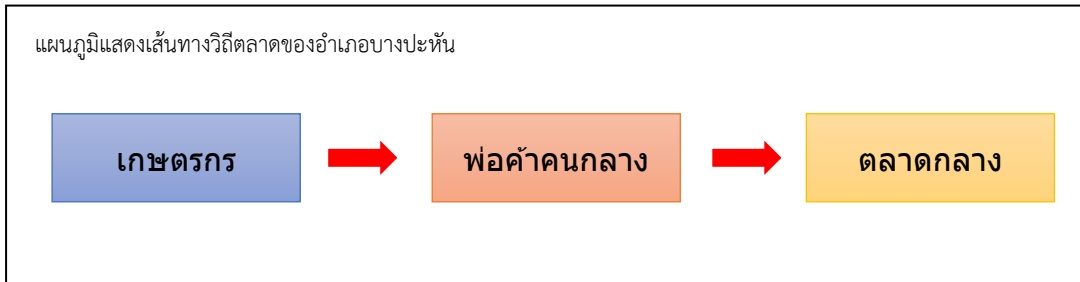 แผนภูมิแสดงเส้นทางวิถีตลาดของอำเภอบางปะหัน
เกษตรกร
พ่อค้าคนกลาง
ตลาดกลาง